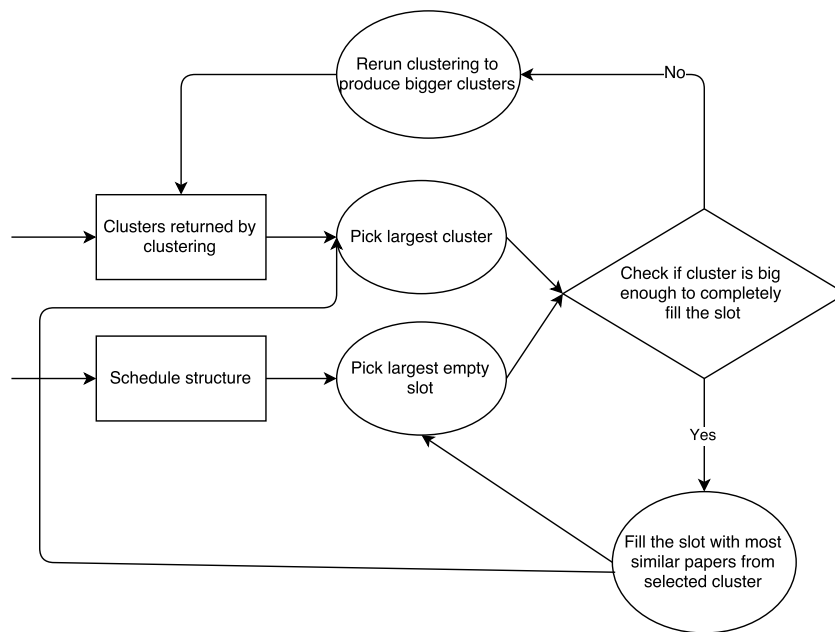 Rerun clustering to
produce bigger clusters
No
Clusters returned by
clustering
Pick largest cluster
Check if cluster is big
enough to completely
fill the slot
Schedule structure
Pick largest empty
slot
Yes
Fill the slot with most
similar papers from
selected cluster